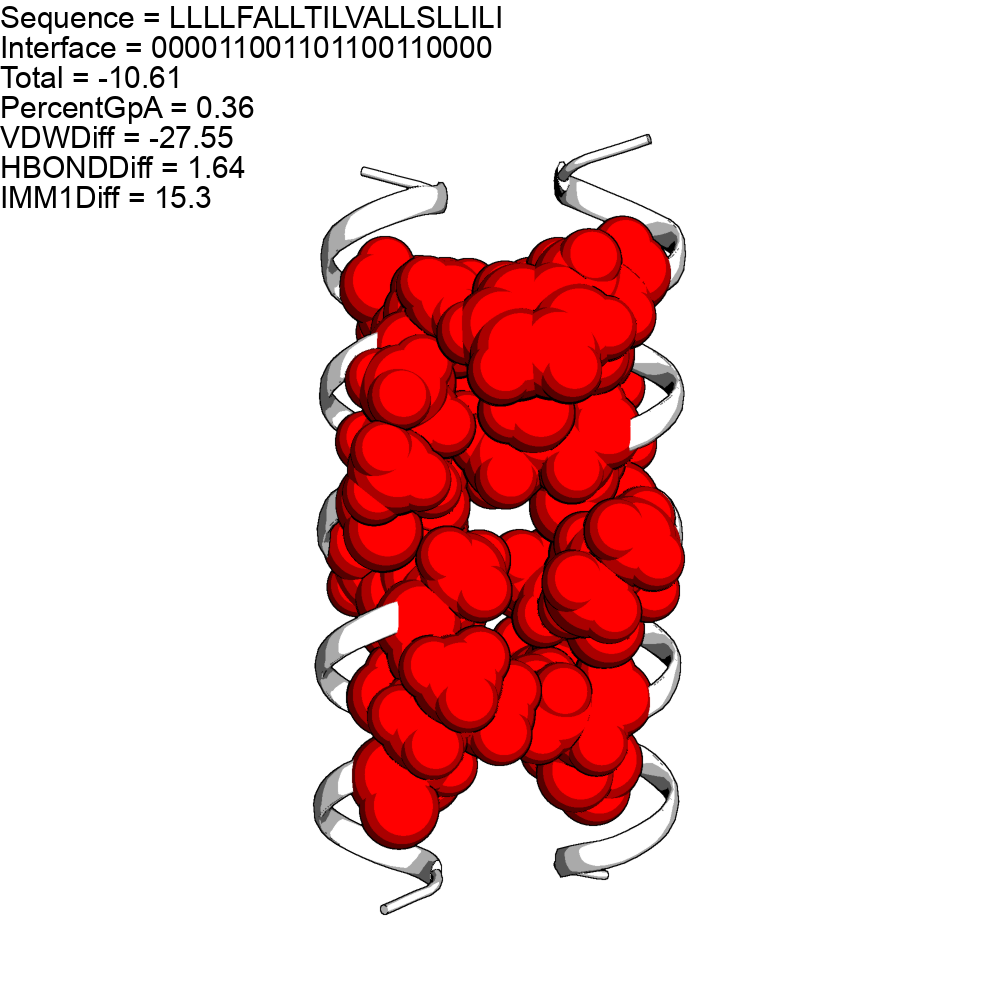 Sequence = LLLLFALLTILVALLSLLILI
Interface = 000011001101100110000
Total = -10.61
PercentGpA = 0.36
VDWDiff = -27.55
HBONDDiff = 1.64
IMM1Diff = 15.3